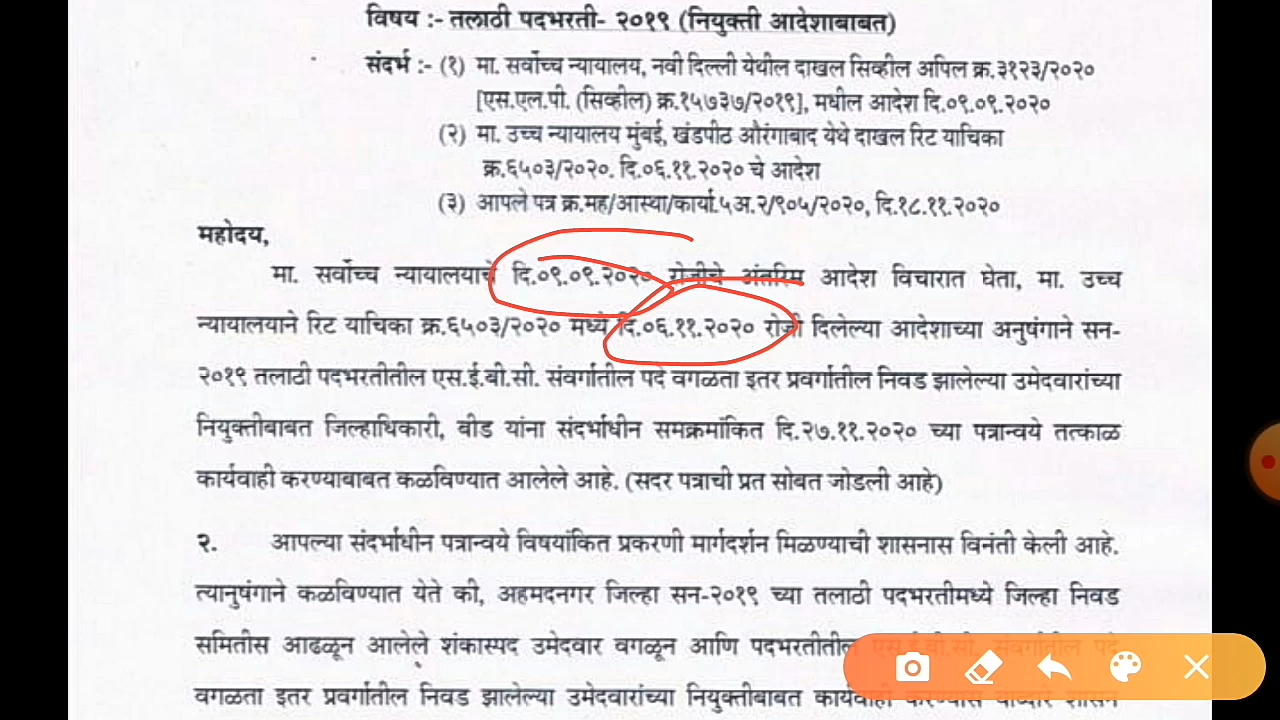 विषय :- तलाठी पदभरती- २०१९ (नियुक्ती आदेशाबाबत)
संदर्भ :- (१) मा. सर्वोच्च न्यायालय, नवी दिल्ली येथील दाखल सिव्हील अपिल क्र.३१२३/२०२०
[एस.एल.पी. (सिव्हील) क्र.१५७३७/२०१९], मधील आदेश दि.०९.०९.२०२०
(२) मा. उच्च न्यायालय मुंबई, खंडपीठ औरंगाबाद येथे दाखल रिट याचिका
क्र.६५०३/२०२०. दि.०६.११.२०२० चे आदेश
(३) आपले पत्र क्र.मह/आस्था/कार्या.५अ.२/९०५/२०२०, दि.१८.११.२०२०
महोदय,
मा. सर्वोच्च न्यायालयाचे दि.०९.०९.२०२० रोजीचे अंतरिम आदेश विचारात घेता, मा. उच्च
न्यायालयाने रिट याचिका क्र.६५०३/२०२० मध्ये दि.०६.११.२०२० रोजी दिलेल्या आदेशाच्या अनुषंगाने सन-
२०१९ तलाठी पदभरतीतील एस.ई.बी.सी. संवर्गातील पदे वगळता इतर प्रवर्गातील निवड झालेल्या उमेदवारांच्या
नियुक्तीबाबत जिल्हाधिकारी, बीड यांना संदर्भाधीन समक्रमांकित दि.२७.११.२०२० च्या पत्रान्वये तत्काळ
कार्यवाही करण्याबाबत कळविण्यात आलेले आहे. (सदर पत्राची प्रत सोबत जोडली आहे)
२. आपल्या संदर्भाधीन पत्रान्वये विषयांकित प्रकरणी मार्गदर्शन मिळण्याची शासनास विनंती केली आहे.
त्यानुषंगाने कळविण्यात येते की, अहमदनगर जिल्हा सन-२०१९ च्या तलाठी पदभरतीमध्ये जिल्हा निवड
समितीस आढळून आलेले शंकास्पद उमेदवार वगळून आणि पदभरतीतील एस.ई.बी.सी. संवर्गातील पदे
वगळता इतर प्रवर्गातील निवड झालेल्या उमेदवारांच्या नियुक्तीबाबत कार्यवाही करण्यास याव्दारे शासन